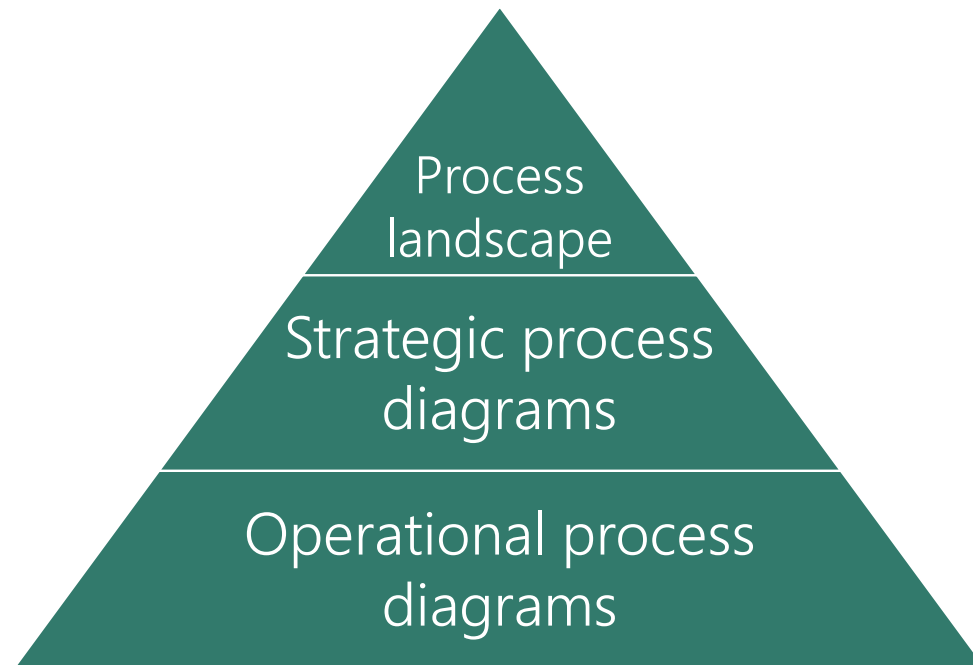 Process
landscape
Strategic process
diagrams
Operational process
diagrams